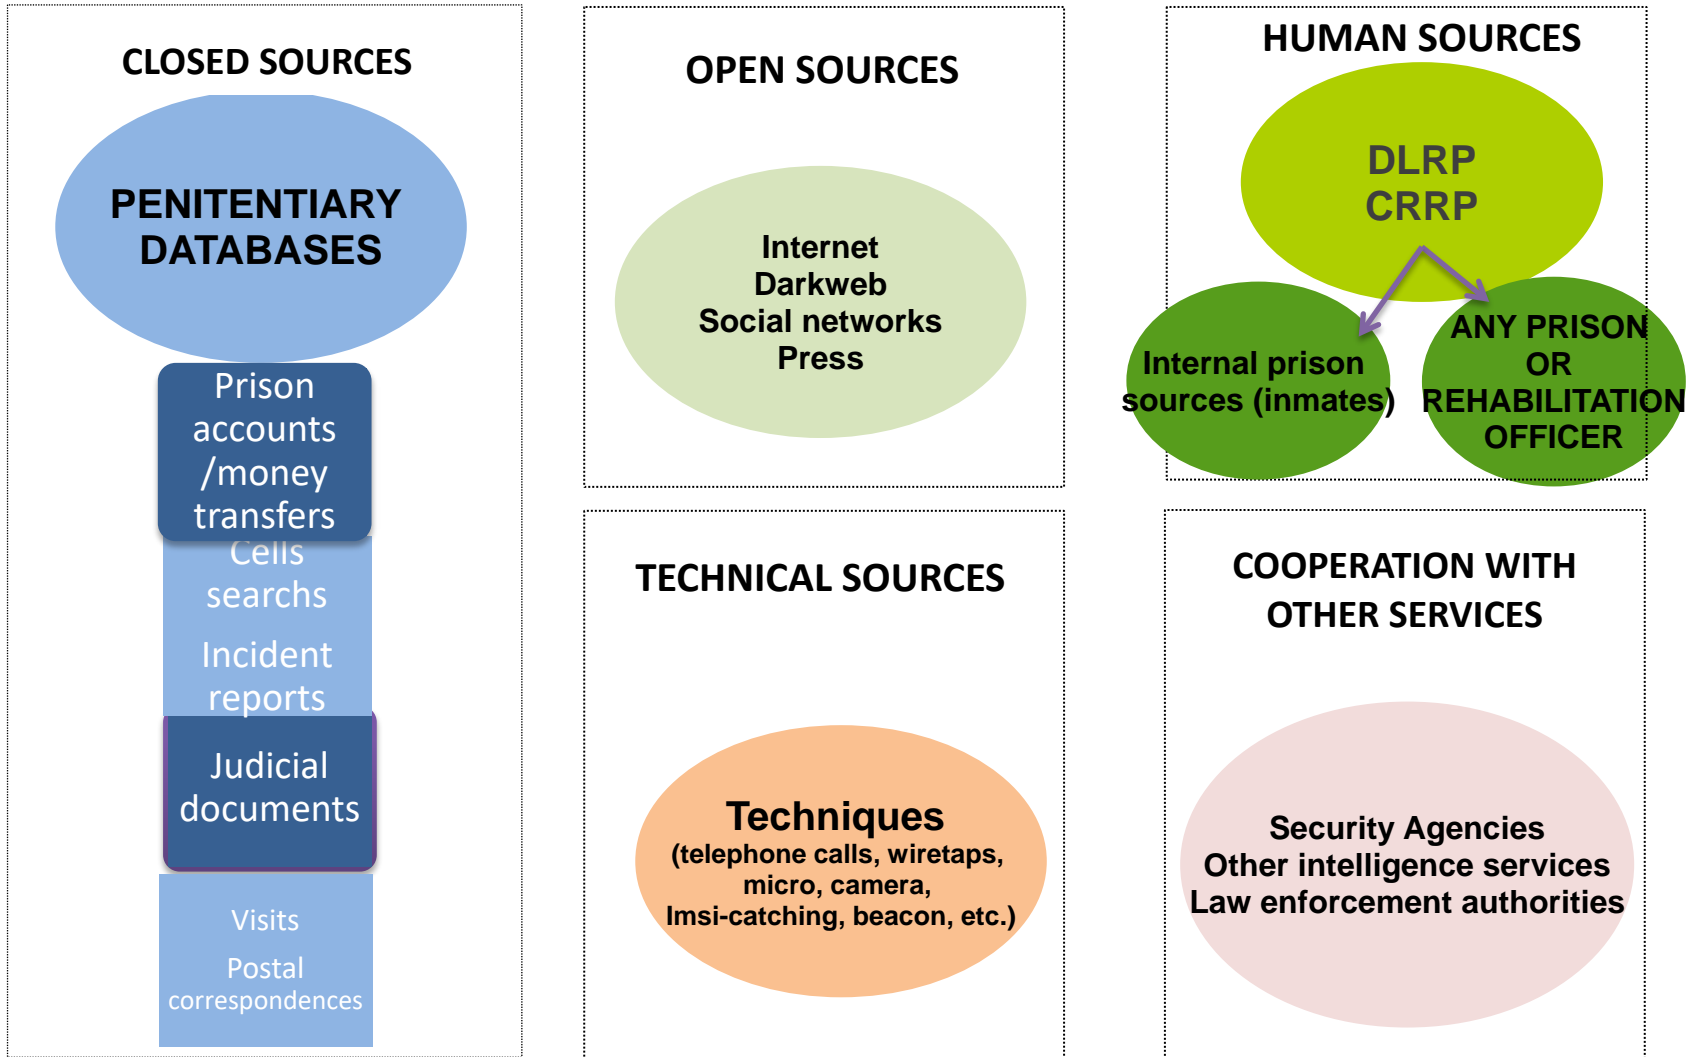 CLOSED SOURCES
PENITENTIARY
DATABASES
Prison
accounts
/money
transfers
Cells
searchs
Incident
reports
Judicial
documents
Visits
Postal
correspondences
OPEN SOURCES
Internet
Darkweb
Social networks
Press
HUMAN SOURCES
DLRP
CRRP
Internal prison
sources (inmates)
ANY PRISON
OR
REHABILITATION
OFFICER
TECHNICAL SOURCES
Techniques
(telephone calls, wiretaps,
micro, camera,
Imsi-catching, beacon, etc.)
COOPERATION WITH
OTHER SERVICES
Security Agencies
Other intelligence services
Law enforcement authorities